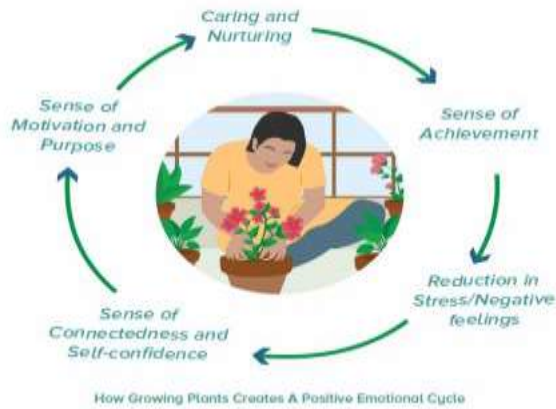 Caring and
Nurturing
Sense of
Achievement
Reduction in
Stress/Negative
feelings
Sense of
Connectedness and
Self-confidence
Sense of
Motivation and
Purpose
How Growing Plants Creates A Positive Emotional Cycle